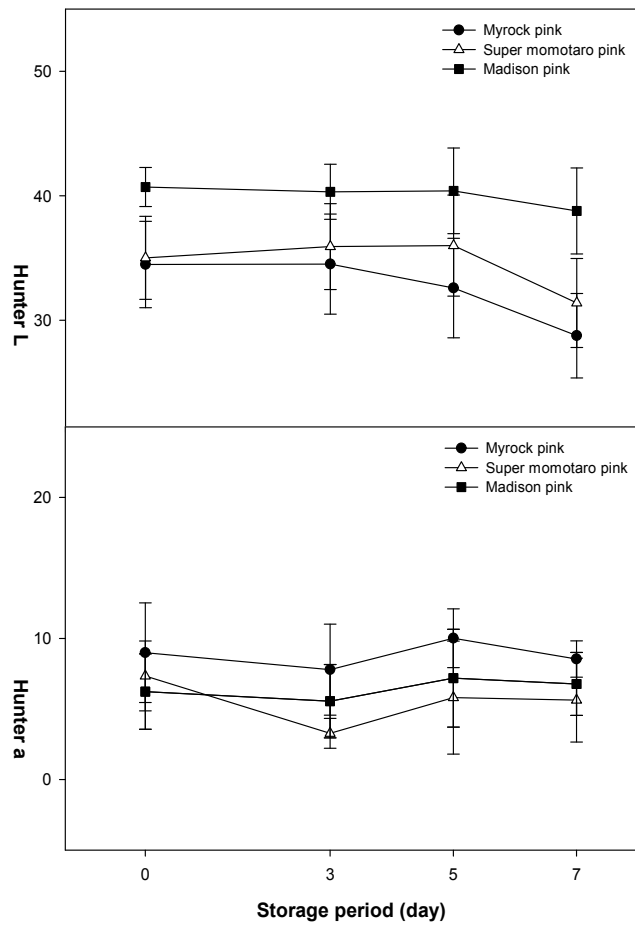 Myrock pink
Super momotaro pink
Madison pink
50
40
30
Hunter L
Myrock pink
Super momotaro pink
Madison pink
20
10
0
Hunter a
0 3 5 7
Storage period (day)